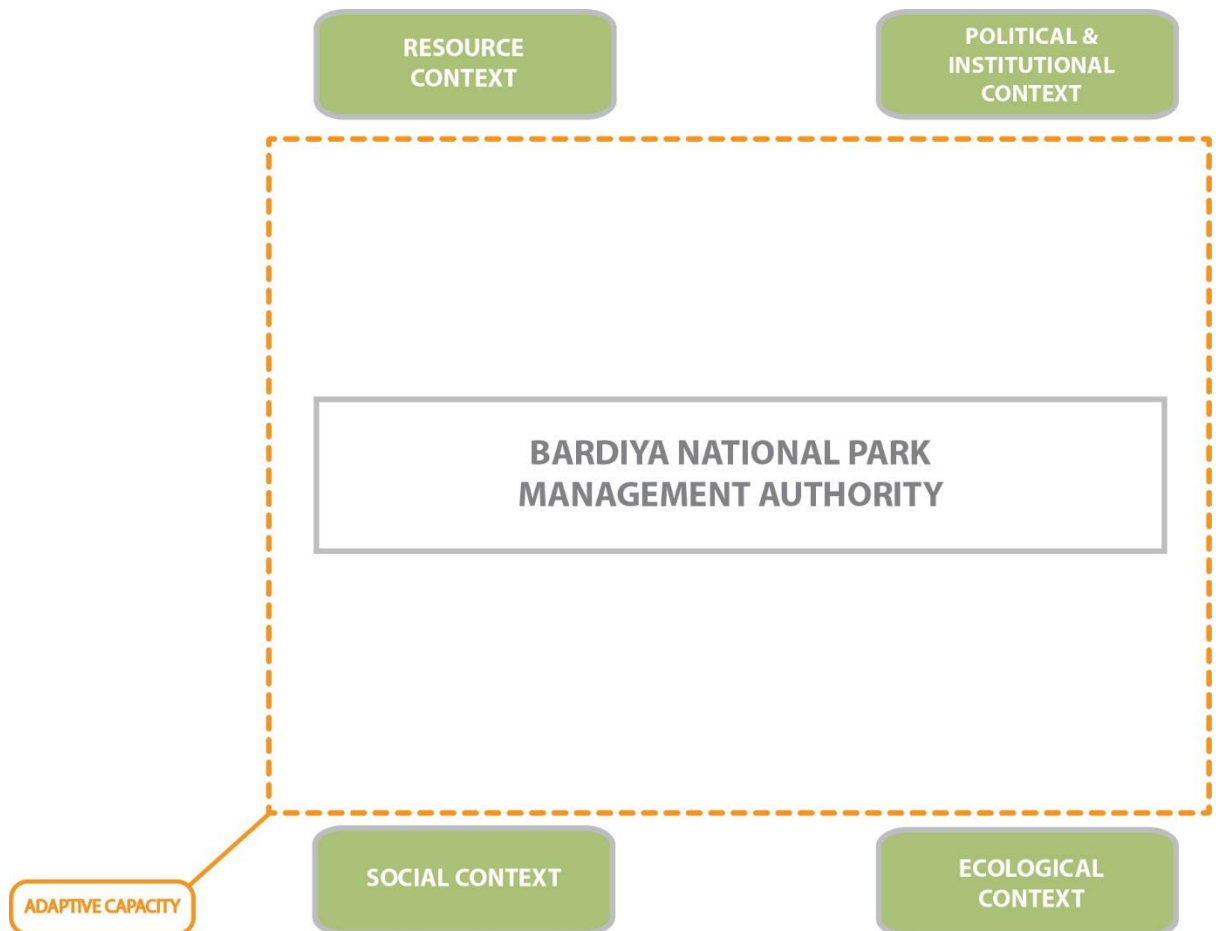 RESOURCE
CONTEXT
POLITICAL &
INSTITUTIONAL
CONTEXT
BARDIYA NATIONAL PARK
MANAGEMENT AUTHORITY
SOCIAL CONTEXT
ECOLOGICAL
CONTEXT
ADAPTIVE CAPACITY